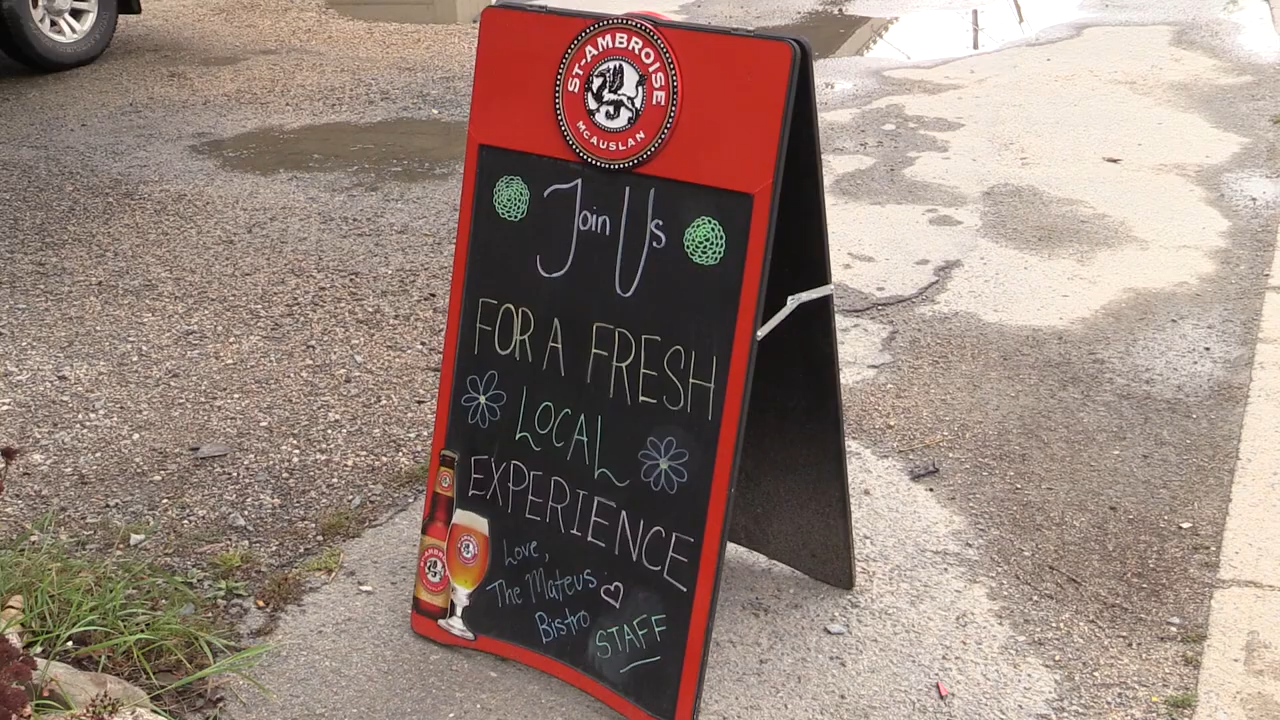 ST-AMBROISE
McAUSLAN
Join Us
FOR A FRESH
LOCAL
EXPERIENCE
Love,
The Mateus
Bistro
STAFF